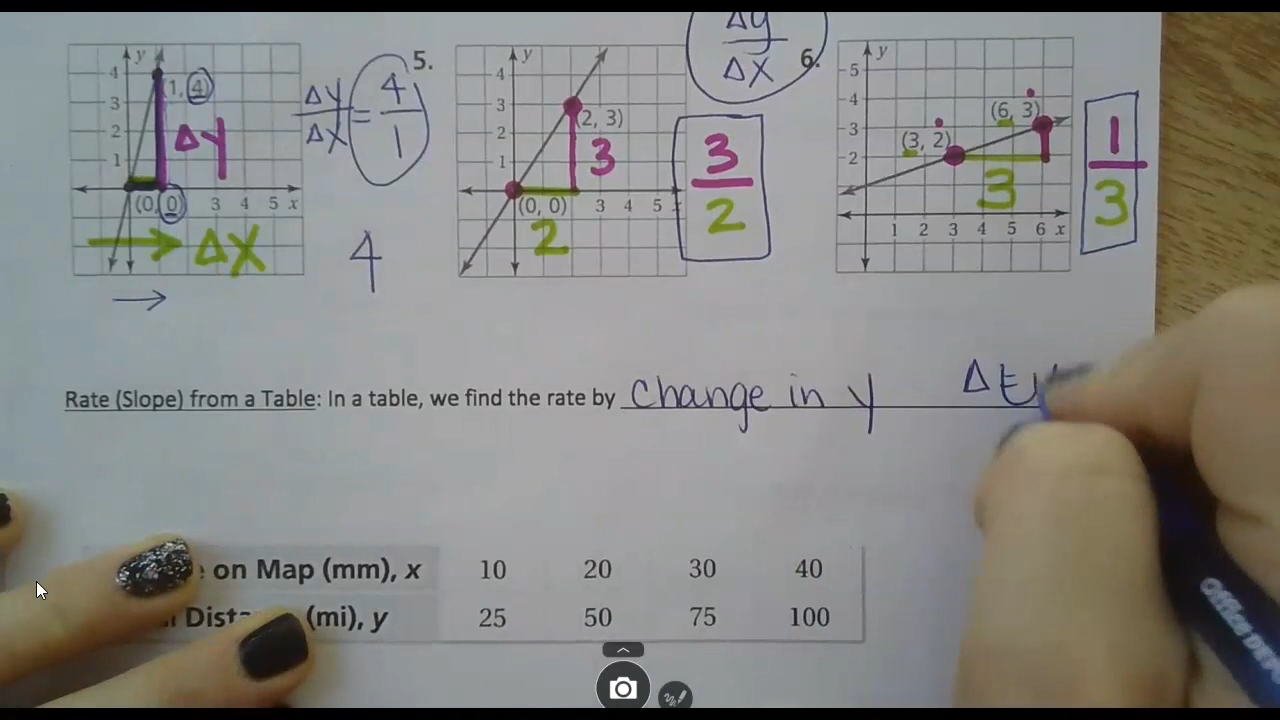 Δy
ΔX
y
4
3
2
1
(1, 4)
ΔY
(0, 0)
3 4 5 x
ΔX
ΔY
ΔX
=
4
1
4
5.
y
4
3
2
1
(2, 3)
3
(0, 0)
3 4 5 x
2
3
2
6.
y
5
4
3
2
(3, 2)
(6, 3)
3
1 2 3 4 5 6 x
1
3
Rate (Slope) from a Table: In a table, we find the rate by change in y
on Map (mm), x 10 20 30 40
(mi), y 25 50 75 100
Office DEPOT